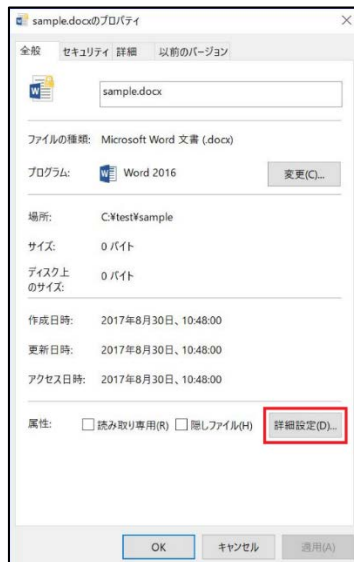 sample.docxのプロパティ
全般 セキュリティ 詳細 以前のバージョン
sample.docx
ファイルの種類: Microsoft Word 文書 (.docx)
プログラム: Word 2016 変更(C)...
場所: C:¥test¥sample
サイズ: 0 バイト
ディスク上
のサイズ: 0 バイト
作成日時: 2017年8月30日、10:48:00
更新日時: 2017年8月30日、10:48:00
アクセス日時: 2017年8月30日、10:48:00
属性: 読み取り専用(R) 隠しファイル(H) 詳細設定(D)...
OK キャンセル 適用(A)